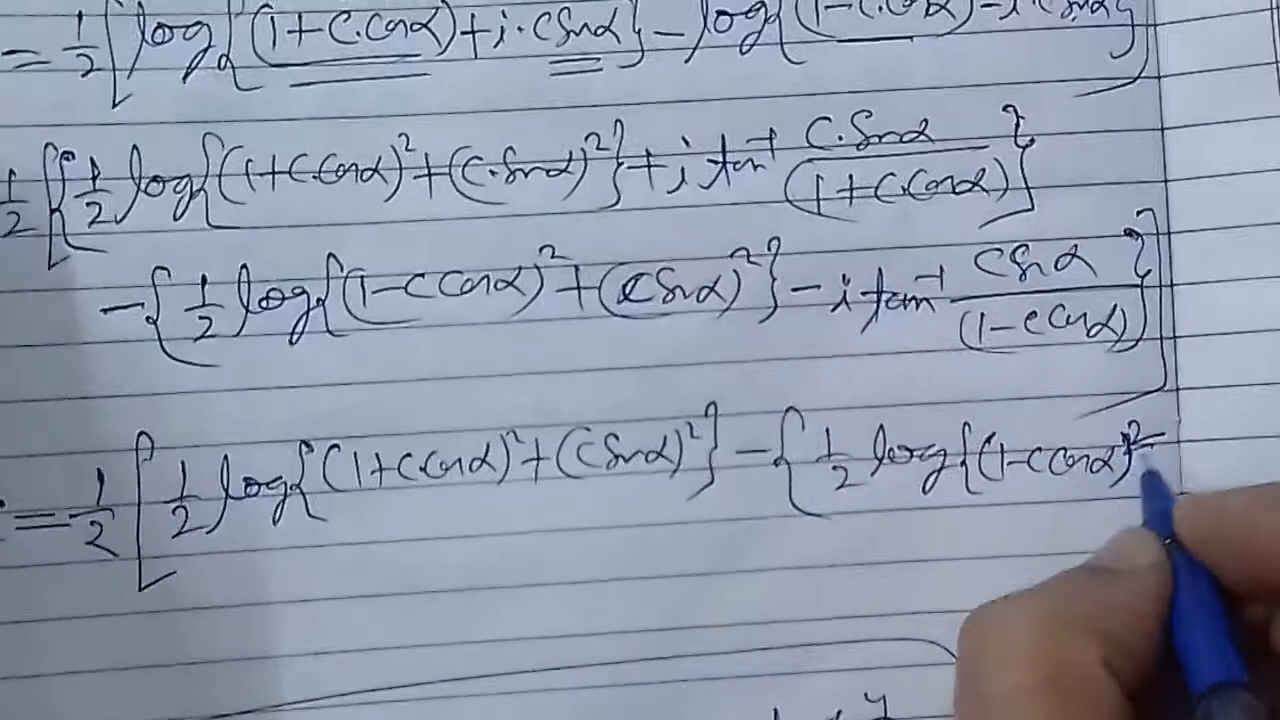 = 1/2 [log{(1+c.cosα)+i.csinα}-log{(1-c.cosα)-i.csinα}]
1/2 [{1/2 log{(1+c.cosα)²+(c.sinα)²}+i tan⁻¹ c.sinα/(1+c.cosα)}
-{1/2 log{(1-c cosα)²+(c sinα)²}-i tan⁻¹ c sinα/(1-c cosα)}]
= 1/2 [1/2 log{(1+c cosα)²+(c sinα)²}-{1/2 log{(1-c cosα)²